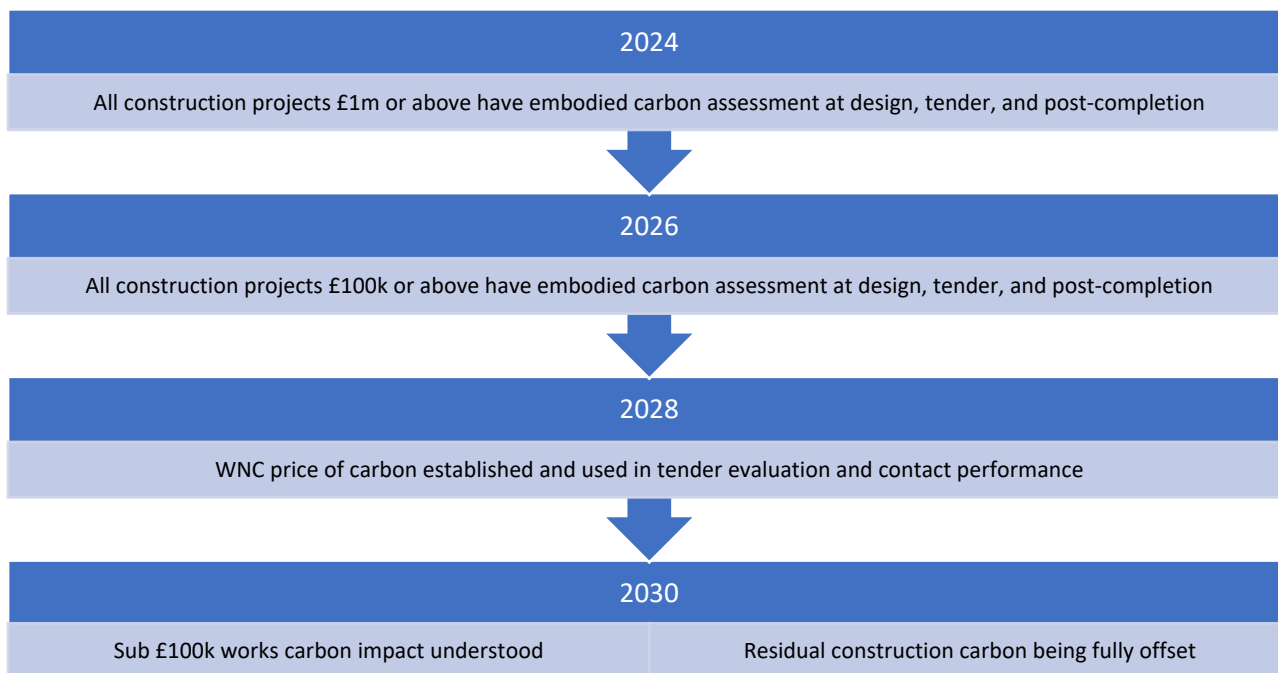 2024
All construction projects £1m or above have embodied carbon assessment at design, tender, and post-completion
2026
All construction projects £100k or above have embodied carbon assessment at design, tender, and post-completion
2028
WNC price of carbon established and used in tender evaluation and contact performance
2030
Sub £100k works carbon impact understood
Residual construction carbon being fully offset